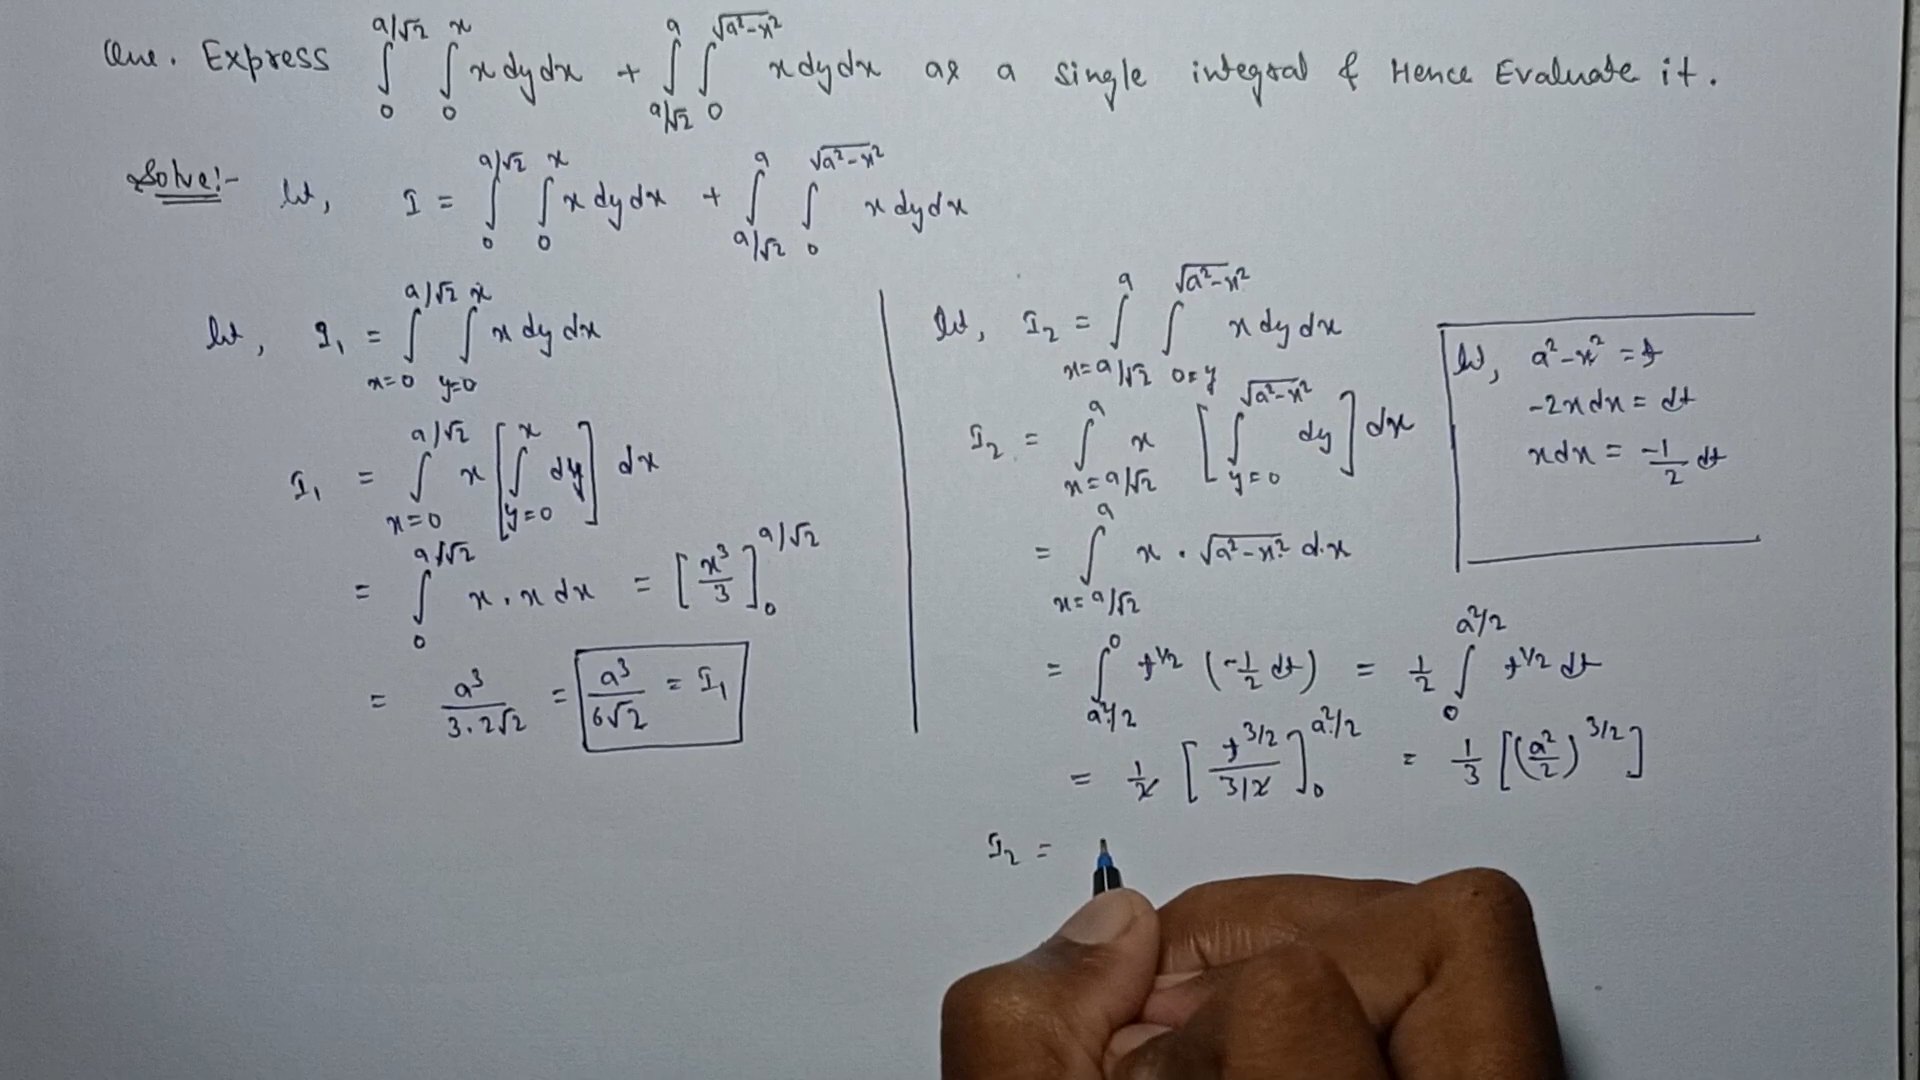 Que. Express ∫₀^{a/√2} ∫₀^{x} x dy dx + ∫_{a/√2}^{a} ∫₀^{√(a²-x²)} x dy dx as a single integral & Hence Evaluate it.
Solve:- let, I = ∫₀^{a/√2} ∫₀^{x} x dy dx + ∫_{a/√2}^{a} ∫₀^{√(a²-x²)} x dy dx
let, I₁ = ∫_{x=0}^{a/√2} ∫_{y=0}^{x} x dy dx
I₁ = ∫_{x=0}^{a/√2} x [∫_{y=0}^{x} dy] dx
= ∫₀^{a/√2} x . x dx = [x³/3]₀^{a/√2}
= a³/(3.2√2) = a³/(6√2) = I₁
let, I₂ = ∫_{x=a/√2}^{a} ∫_{0=y}^{√(a²-x²)} x dy dx
I₂ = ∫_{x=a/√2}^{a} x [∫_{y=0}^{√(a²-x²)} dy] dx
= ∫_{x=a/√2}^{a} x . √(a²-x²) d.x
= ∫_{a²/2}^{0} t^{1/2} (-1/2 dt) = 1/2 ∫₀^{a²/2} t^{1/2} dt
= 1/2 [t^{3/2}/(3/2)]₀^{a²/2} = 1/3 [(a²/2)^{3/2}]
I₂ =
let, a²-x² = t
-2x dx = dt
x dx = -1/2 dt